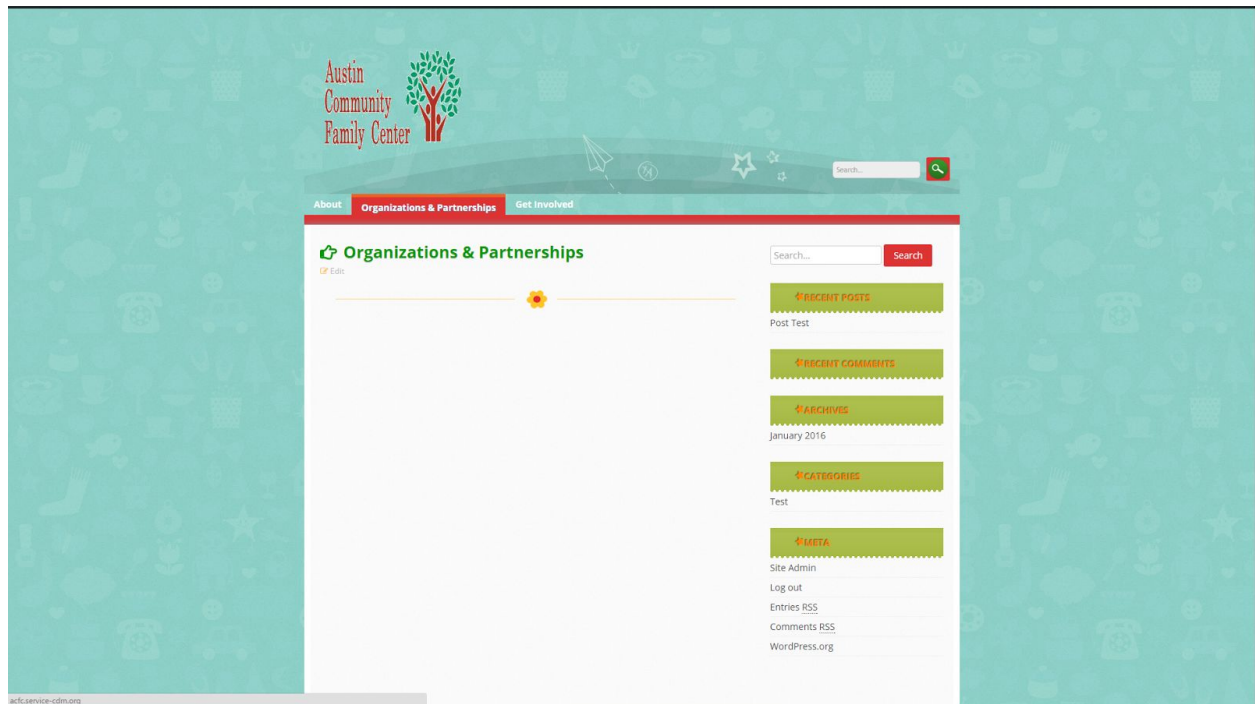 Austin
Community
Family Center
Search...
About Organizations & Partnerships Get Involved
Organizations & Partnerships
Edit
Search... Search
RECENT POSTS
Post Test
RECENT COMMENTS
ARCHIVES
January 2016
CATEGORIES
Test
META
Site Admin
Log out
Entries RSS
Comments RSS
WordPress.org
acfc.service-cdm.org